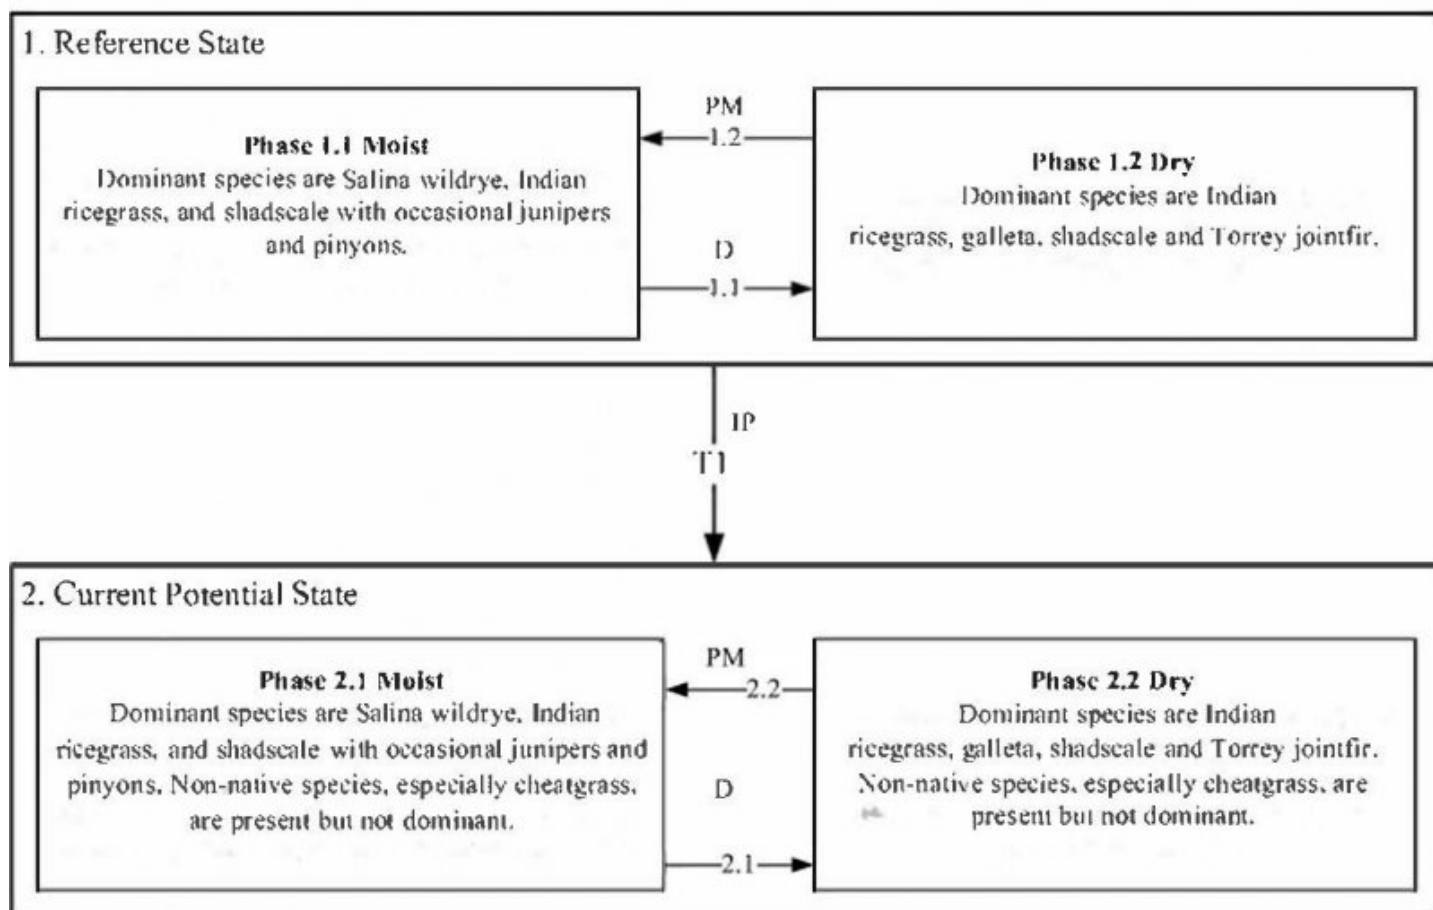 1. Reference State
Phase 1.1 Moist
Dominant species are Salina wildrye, Indian
ricegrass, and shadscale with occasional junipers
and pinyons.
PM
1.2
D
1.1
Phase 1.2 Dry
Dominant species are Indian
ricegrass, galleta, shadscale and Torrey jointfir.
IP
T1
2. Current Potential State
Phase 2.1 Moist
Dominant species are Salina wildrye, Indian
ricegrass, and shadscale with occasional junipers and
pinyons. Non-native species, especially cheatgrass,
are present but not dominant.
PM
2.2
D
2.1
Phase 2.2 Dry
Dominant species are Indian
ricegrass, galleta, shadscale and Torrey jointfir.
Non-native species, especially cheatgrass, are
present but not dominant.